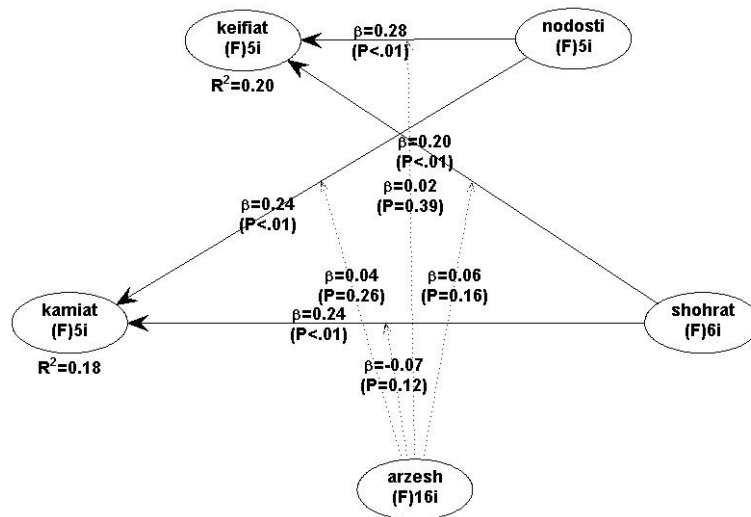 keifiat
(F)5i
R²=0.20
β=0.28
(P<.01)
nodosti
(F)5i
β=0.20
(P<.01)
β=0.02
(P=0.39)
β=0.24
(P<.01)
β=0.04
(P=0.26)
β=0.06
(P=0.16)
kamiat
(F)5i
R²=0.18
β=0.24
(P<.01)
shohrat
(F)6i
β=-0.07
(P=0.12)
arzesh
(F)16i